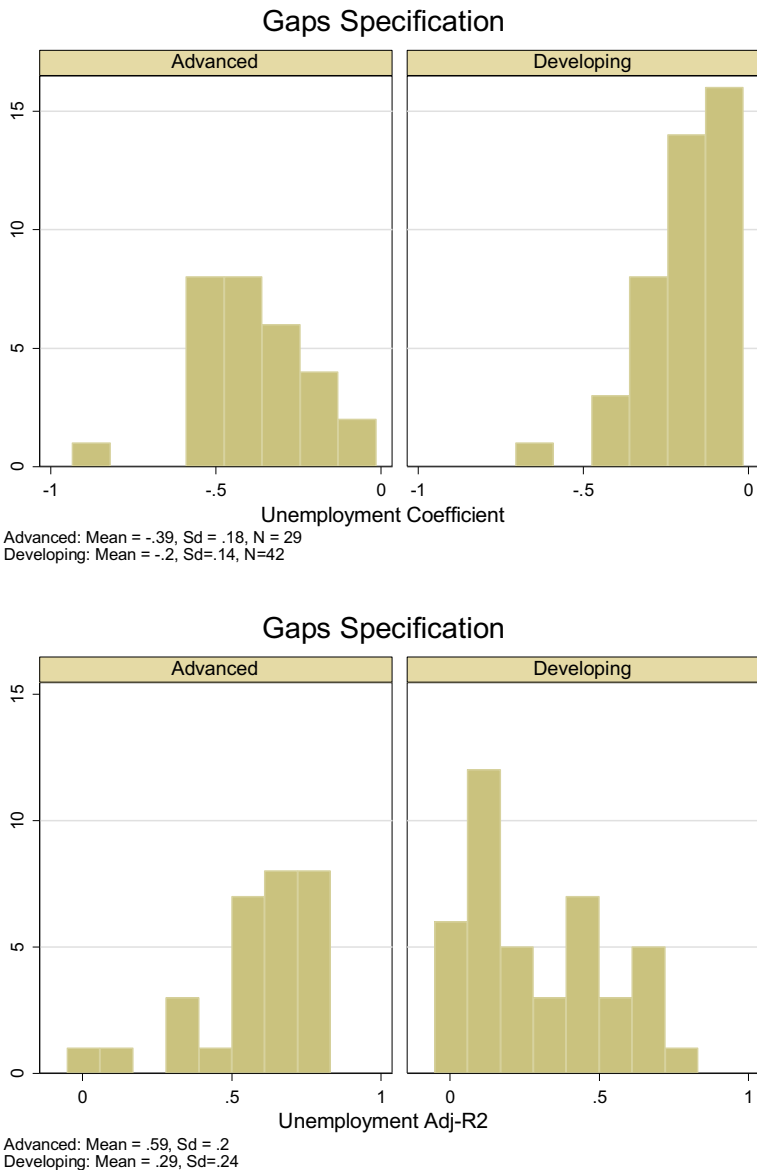 Gaps Specification
Advanced Developing
15
10
5
0
-1 -.5 0 -1 -.5 0
Unemployment Coefficient
Advanced: Mean = -.39, Sd = .18, N = 29
Developing: Mean = -.2, Sd=.14, N=42
Gaps Specification
Advanced Developing
15
10
5
0
0 .5 1 0 .5 1
Unemployment Adj-R2
Advanced: Mean = .59, Sd = .2
Developing: Mean = .29, Sd=.24